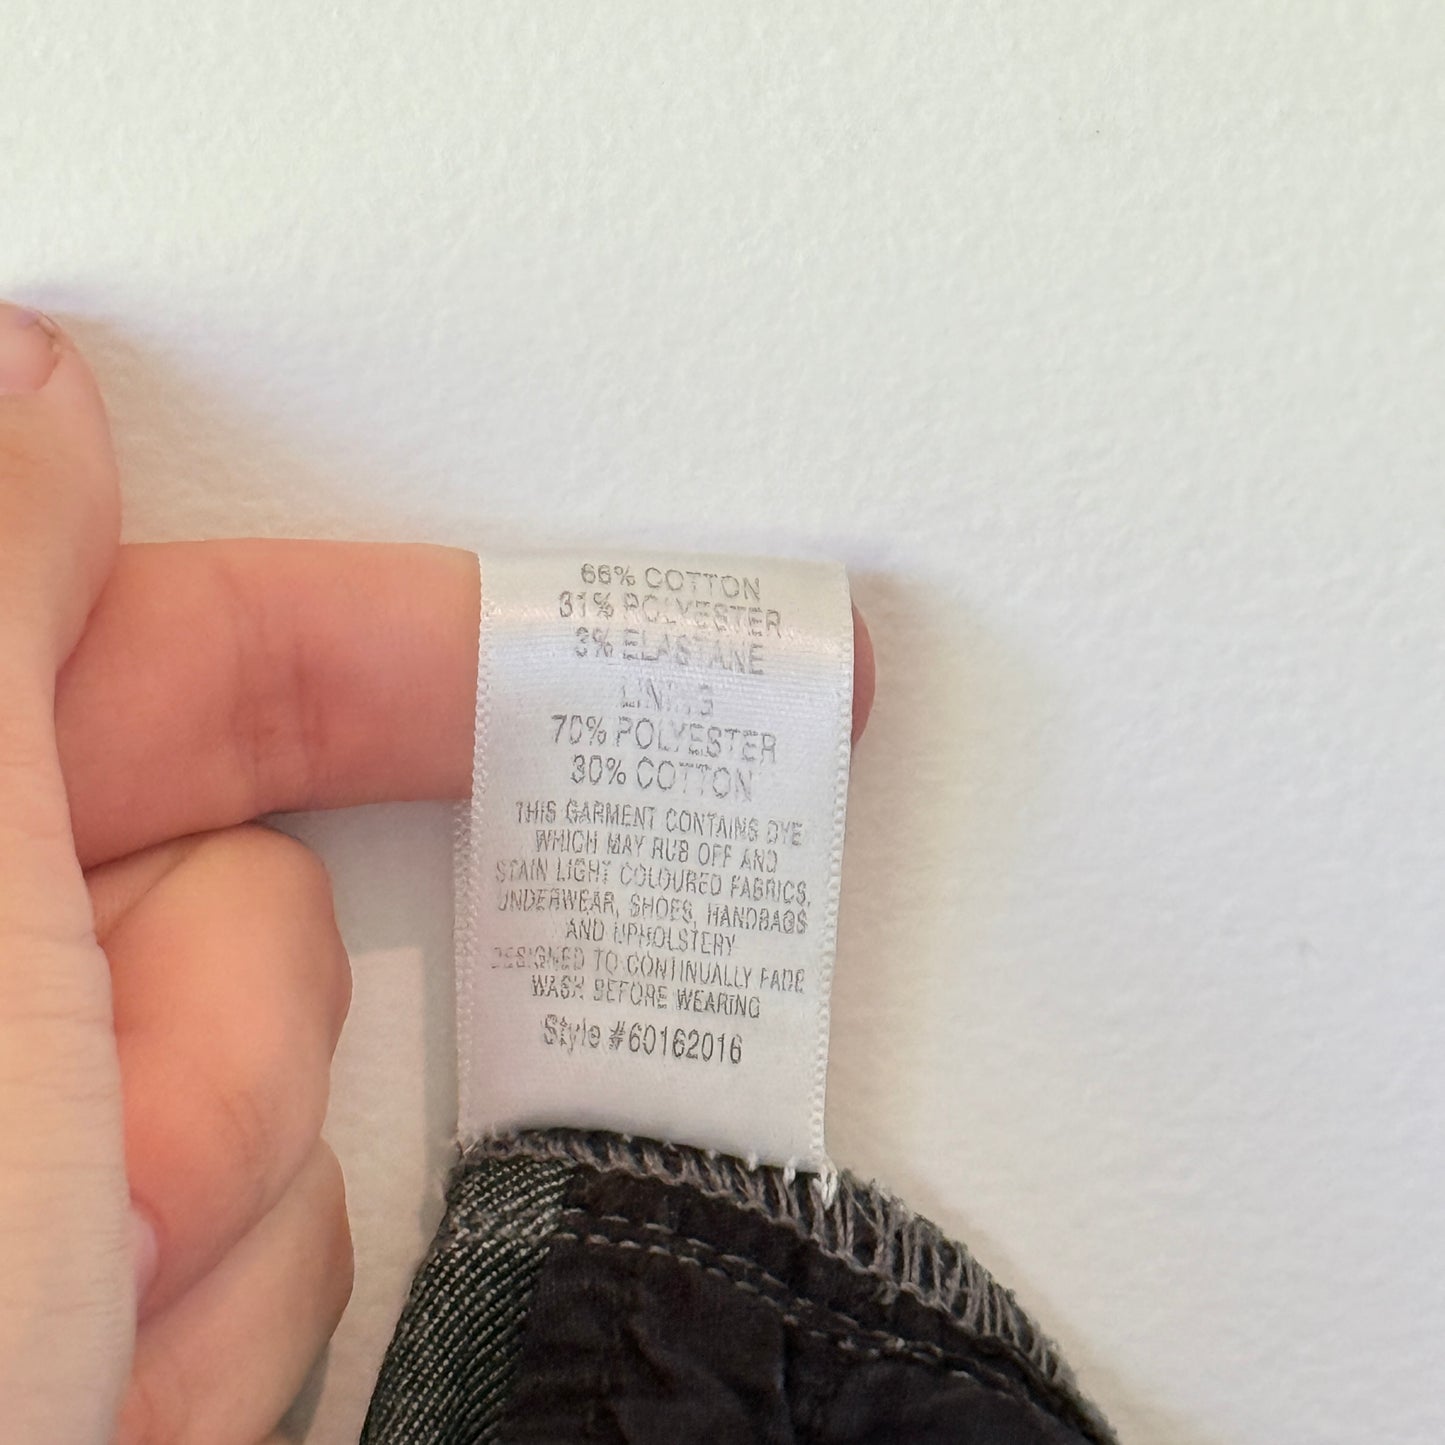 66% COTTON
31% POLYESTER
3% ELASTANE
LINING
70% POLYESTER
30% COTTON
THIS GARMENT CONTAINS DYE
WHICH MAY RUB OFF AND
STAIN LIGHT COLOURED FABRICS,
UNDERWEAR, SHOES, HANDBAGS
AND UPHOLSTERY
DESIGNED TO CONTINUALLY FADE
WASH BEFORE WEARING
Style #60162016